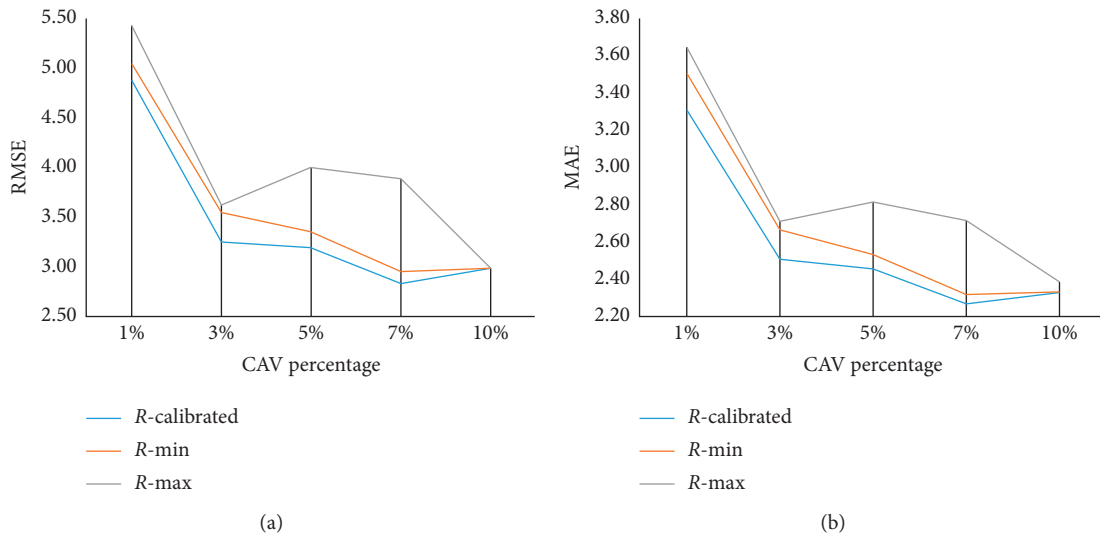 5.50
5.00
4.50
4.00
3.50
3.00
2.50
RMSE
1% 3% 5% 7% 10%
CAV percentage
R-calibrated
R-min
R-max
(a)
3.80
3.60
3.40
3.20
3.00
2.80
2.60
2.40
2.20
MAE
1% 3% 5% 7% 10%
CAV percentage
R-calibrated
R-min
R-max
(b)